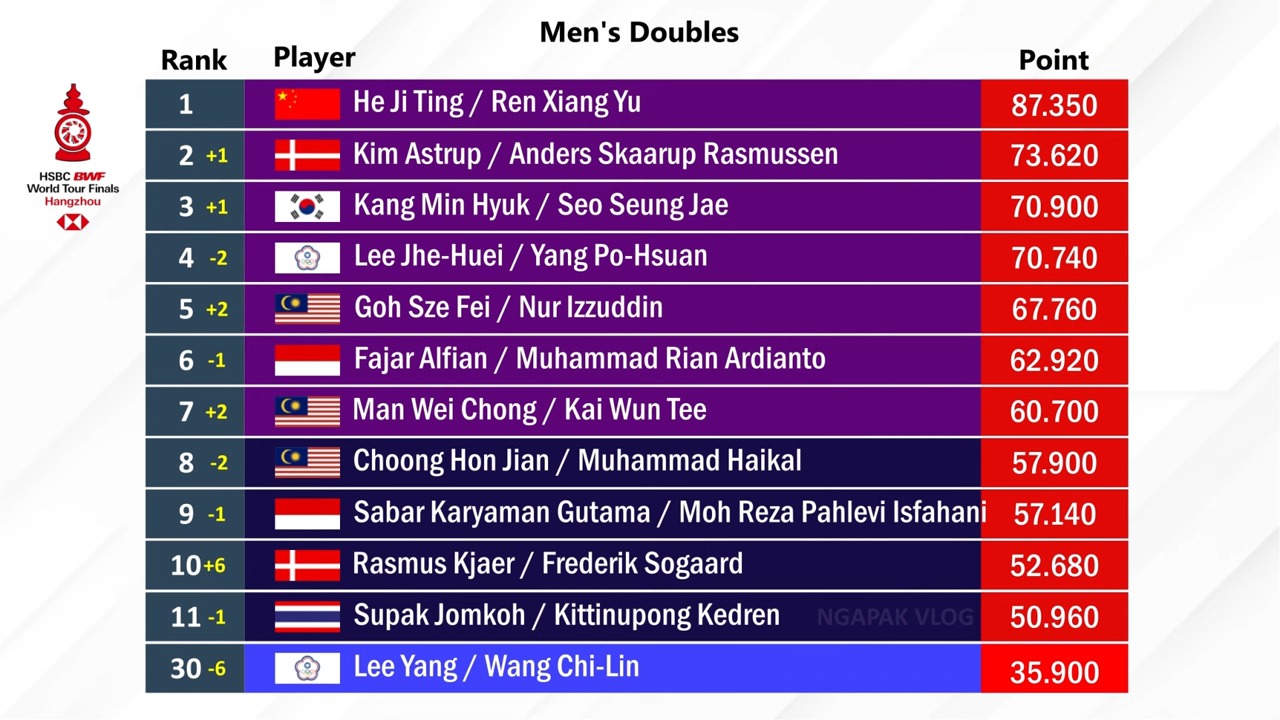 Men's Doubles
Rank Player Point
HSBC BWF
World Tour Finals
Hangzhou
1 He Ji Ting / Ren Xiang Yu 87.350
2 +1 Kim Astrup / Anders Skaarup Rasmussen 73.620
3 +1 Kang Min Hyuk / Seo Seung Jae 70.900
4 -2 Lee Jhe-Huei / Yang Po-Hsuan 70.740
5 +2 Goh Sze Fei / Nur Izzuddin 67.760
6 -1 Fajar Alfian / Muhammad Rian Ardianto 62.920
7 +2 Man Wei Chong / Kai Wun Tee 60.700
8 -2 Choong Hon Jian / Muhammad Haikal 57.900
9 -1 Sabar Karyaman Gutama / Moh Reza Pahlevi Isfahani 57.140
10 +6 Rasmus Kjaer / Frederik Sogaard 52.680
11 -1 Supak Jomkoh / Kittinupong Kedren NGAPAK VLOG 50.960
30 -6 Lee Yang / Wang Chi-Lin 35.900